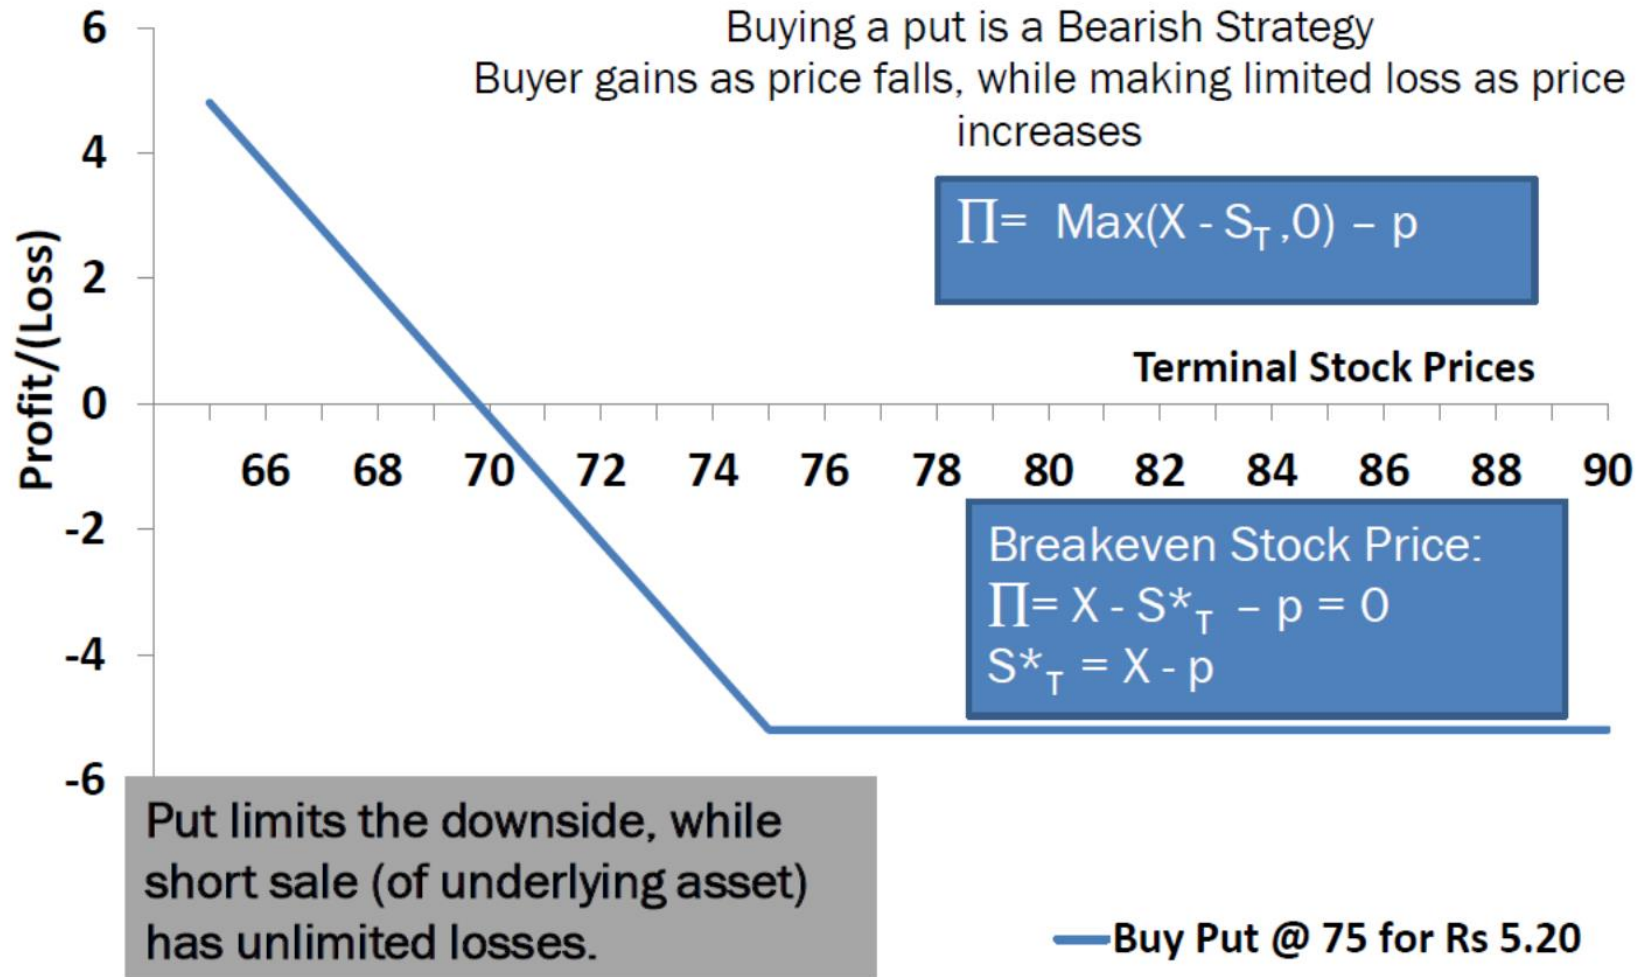 Buying a put is a Bearish Strategy
Buyer gains as price falls, while making limited loss as price
increases
∏= Max(X - S_T ,0) – p
Terminal Stock Prices
Profit/(Loss)
6
4
2
0
-2
-4
-6
66 68 70 72 74 76 78 80 82 84 86 88 90
Breakeven Stock Price:
∏= X - S*_T – p = 0
S*_T = X - p
Put limits the downside, while
short sale (of underlying asset)
has unlimited losses.
Buy Put @ 75 for Rs 5.20